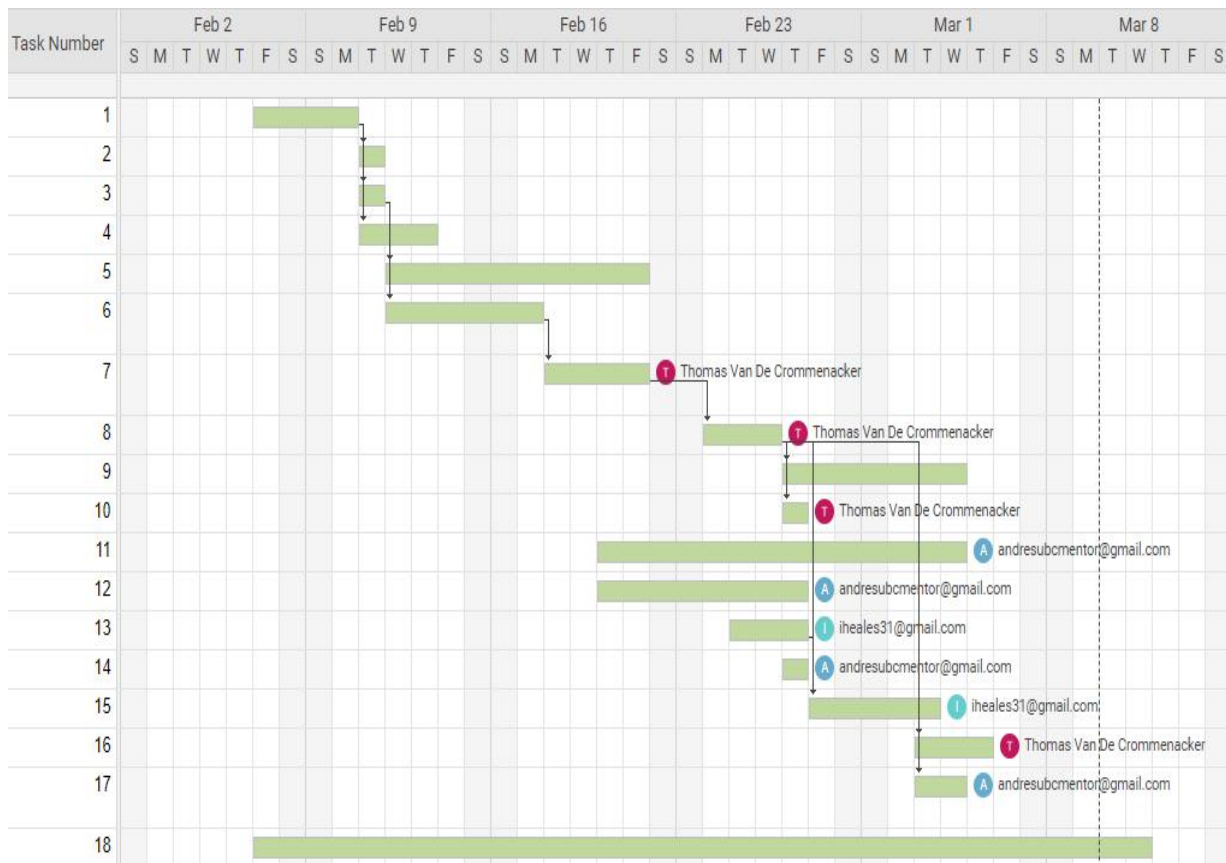 Task Number
Feb 2 Feb 9 Feb 16 Feb 23 Mar 1 Mar 8
S M T W T F S S M T W T F S S M T W T F S S M T W T F S S M T W T F S S M T W T F S
1
2
3
4
5
6
7 T Thomas Van De Crommenacker
8 T Thomas Van De Crommenacker
9
10 T Thomas Van De Crommenacker
11 A andresubcmentor@gmail.com
12 A andresubcmentor@gmail.com
13 I iheales31@gmail.com
14 A andresubcmentor@gmail.com
15 I iheales31@gmail.com
16 T Thomas Van De Crommenacker
17 A andresubcmentor@gmail.com
18